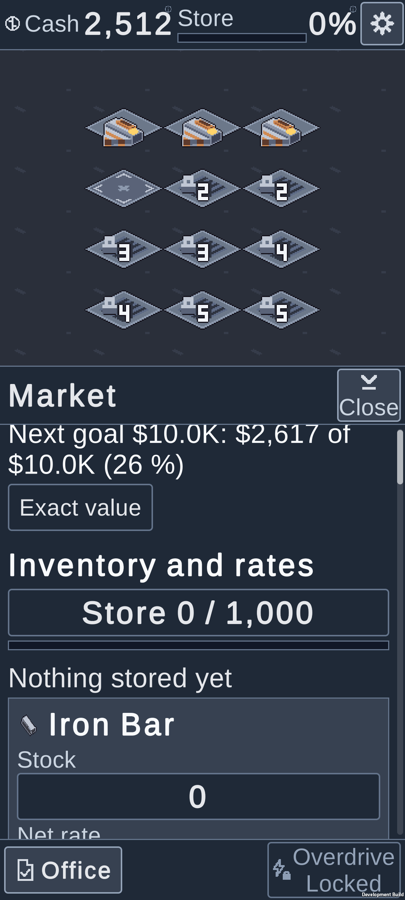 Cash 2,512 Store 0%
2 2
3 3 4
4 5 5
Market
Close
Next goal $10.0K: $2,617 of
$10.0K (26 %)
Exact value
Inventory and rates
Store 0 / 1,000
Nothing stored yet
Iron Bar
Stock
0
Net rate
Office
Overdrive
Locked
Development Build